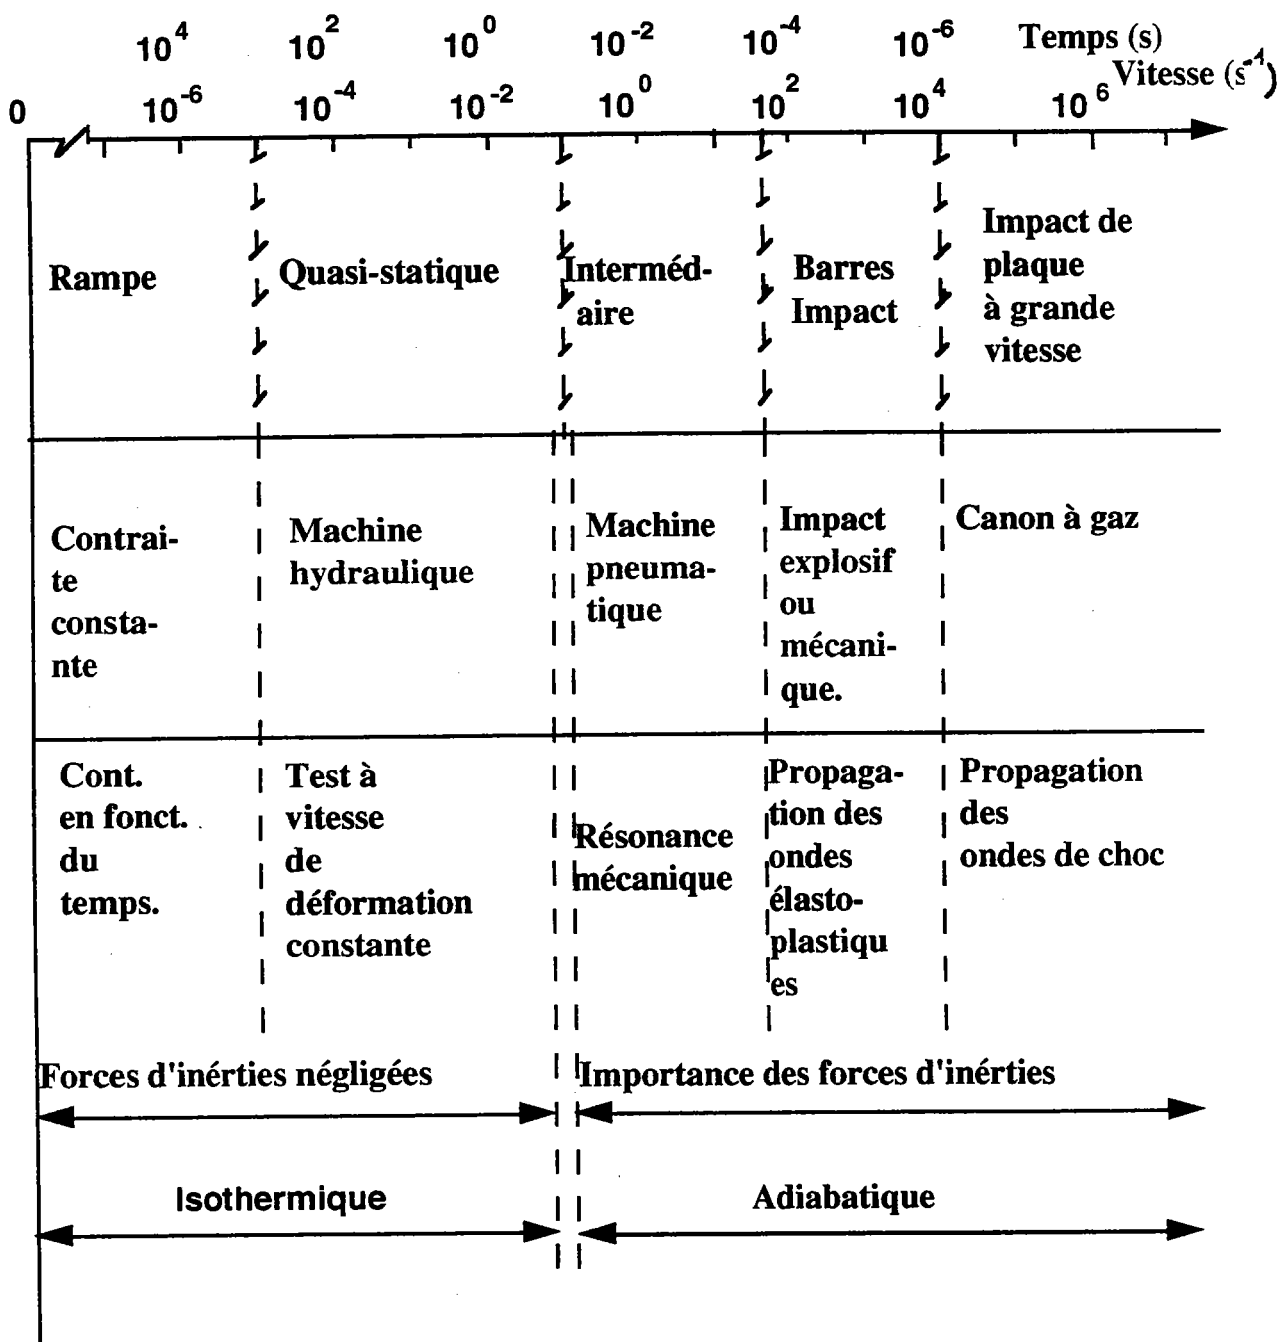 10^4 10^2 10^0 10^-2 10^-4 10^-6 Temps (s)
0 10^-6 10^-4 10^-2 10^0 10^2 10^4 10^6 Vitesse (s^-1)
Rampe
Quasi-statique
Interméd-
aire
Barres
Impact
Impact de
plaque
à grande
vitesse
Contrai-
te
consta-
nte
Machine
hydraulique
Machine
pneuma-
tique
Impact
explosif
ou
mécani-
que.
Canon à gaz
Cont.
en fonct.
du
temps.
Test à
vitesse
de
déformation
constante
Résonance
mécanique
Propaga-
tion des
ondes
élasto-
plastiqu
es
Propagation
des
ondes de choc
Forces d'inérties négligées
Importance des forces d'inérties
Isothermique
Adiabatique